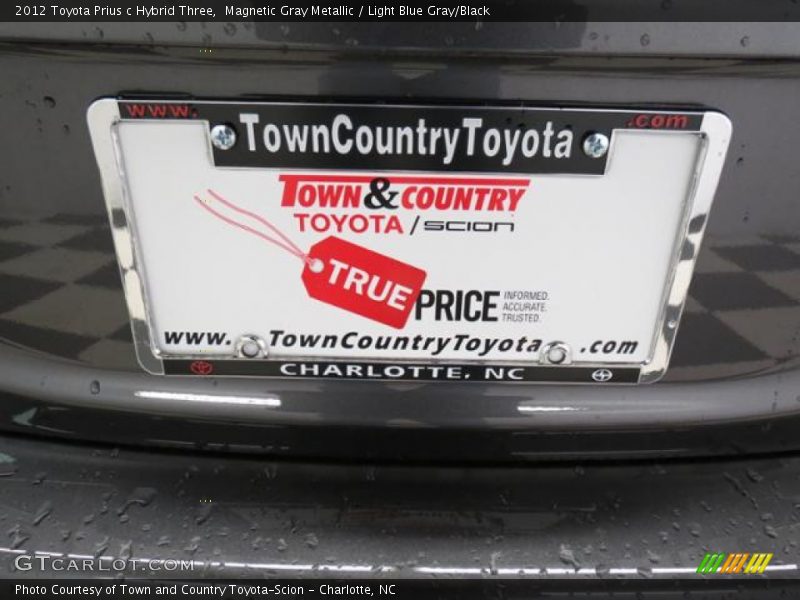 2012 Toyota Prius c Hybrid Three,  Magnetic Gray Metallic / Light Blue Gray/Black
www. .com
TownCountryToyota
TOWN & COUNTRY
TOYOTA / SCION
TRUE PRICE
INFORMED.
ACCURATE.
TRUSTED.
www. TownCountryToyota .com
CHARLOTTE, NC
GTCARLOT.COM
Photo Courtesy of Town and Country Toyota-Scion - Charlotte, NC